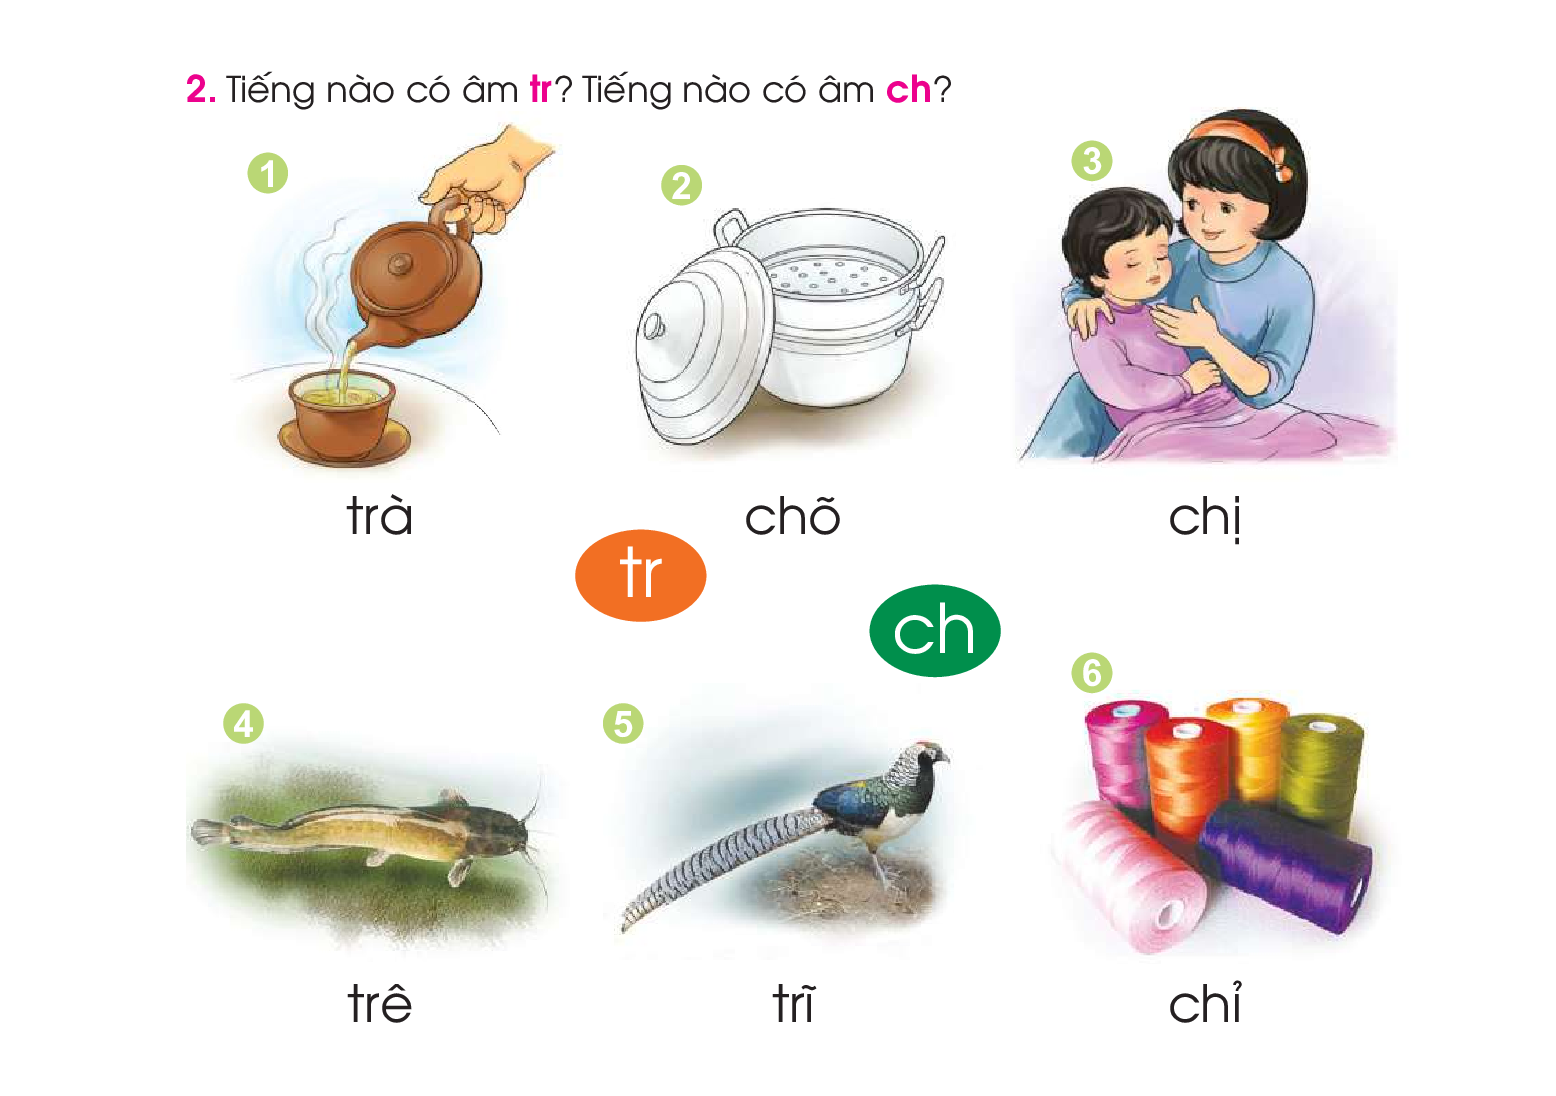 2. Tiếng nào có âm tr? Tiếng nào có âm ch?
1
2
3
trà
chõ
chị
tr
ch
4
5
6
trê
trĩ
chỉ